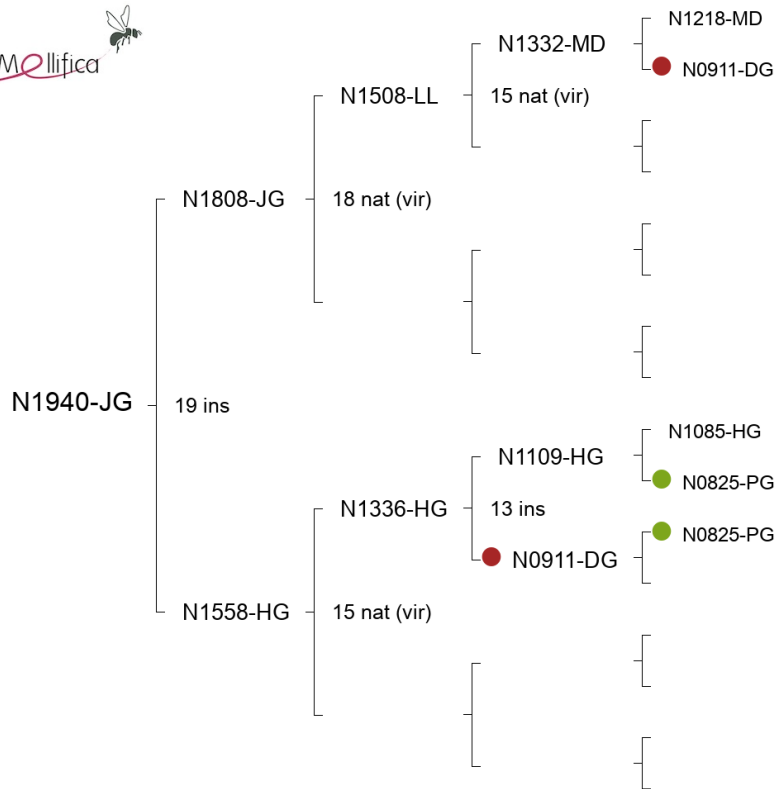 Mellifica
N1218-MD
N1332-MD
N0911-DG
N1508-LL
15 nat (vir)
N1808-JG
18 nat (vir)
N1940-JG
19 ins
N1085-HG
N1109-HG
N0825-PG
N1336-HG
13 ins
N0825-PG
N0911-DG
N1558-HG
15 nat (vir)